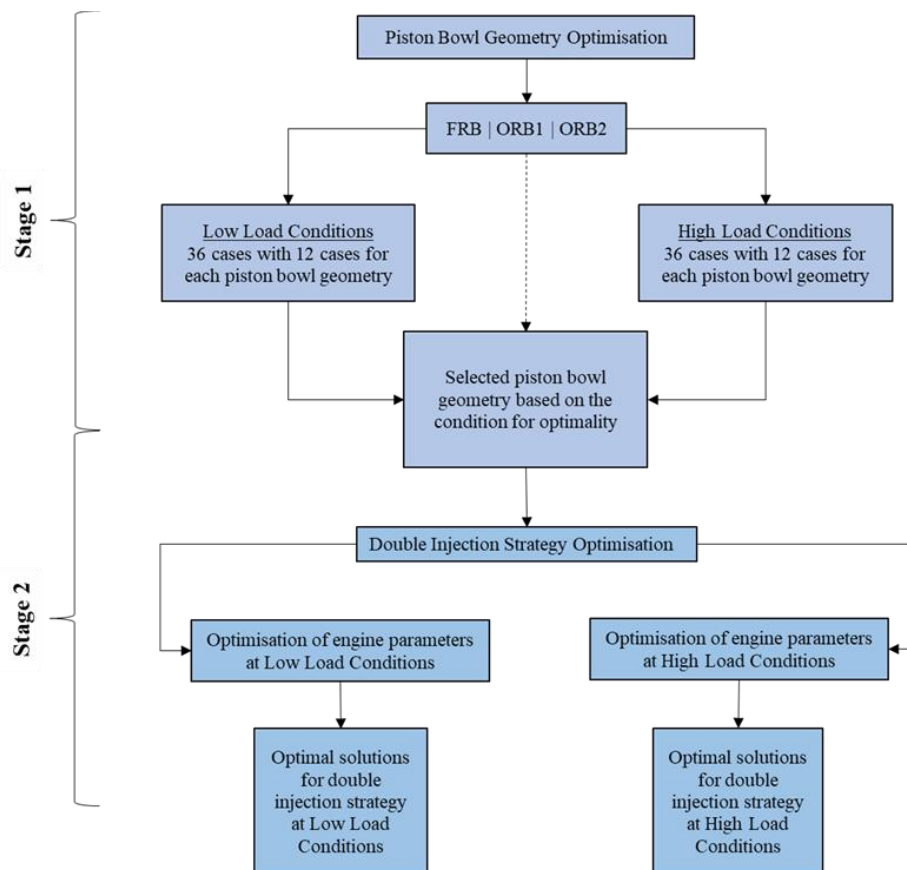 Piston Bowl Geometry Optimisation
FRB | ORB1 | ORB2
Stage 1
Low Load Conditions
36 cases with 12 cases for
each piston bowl geometry
High Load Conditions
36 cases with 12 cases for
each piston bowl geometry
Selected piston bowl
geometry based on the
condition for optimality
Stage 2
Double Injection Strategy Optimisation
Optimisation of engine parameters
at Low Load Conditions
Optimisation of engine parameters
at High Load Conditions
Optimal solutions
for double
injection strategy
at Low Load
Conditions
Optimal solutions
for double
injection strategy
at High Load
Conditions